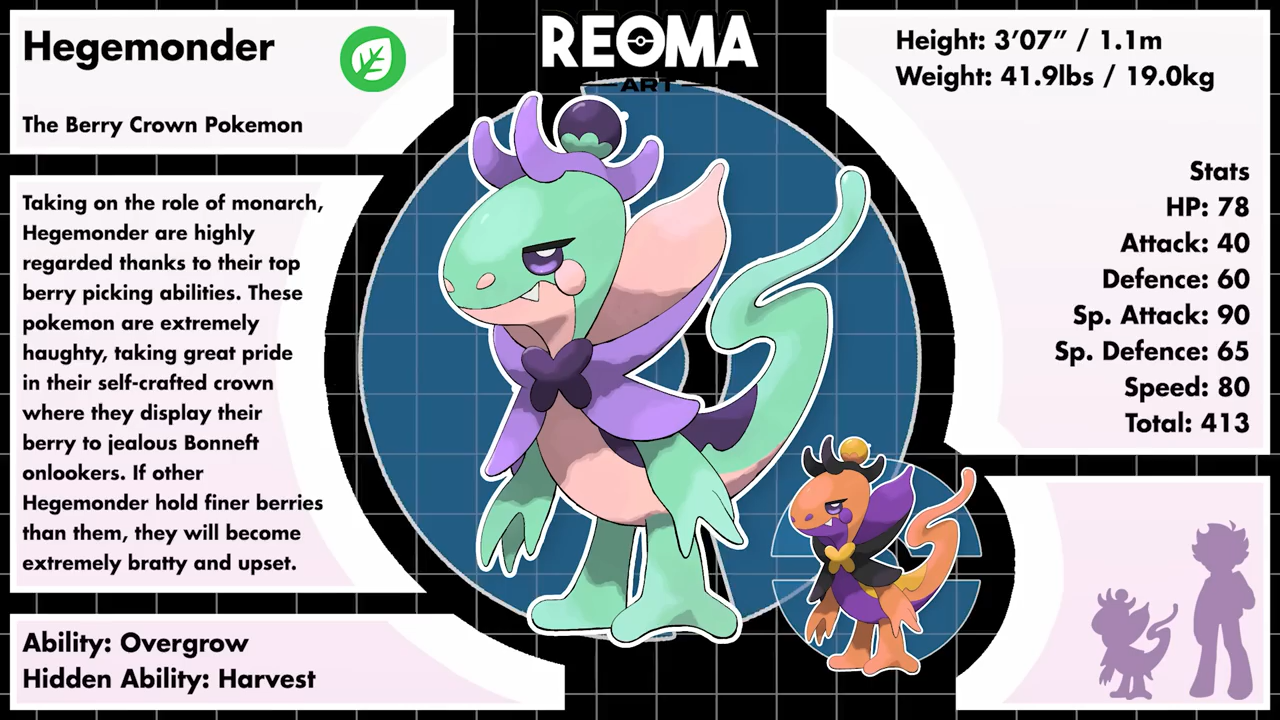 Hegemonder
The Berry Crown Pokemon
Taking on the role of monarch,
Hegemonder are highly
regarded thanks to their top
berry picking abilities. These
pokemon are extremely
haughty, taking great pride
in their self-crafted crown
where they display their
berry to jealous Bonneft
onlookers. If other
Hegemonder hold finer berries
than them, they will become
extremely bratty and upset.
Ability: Overgrow
Hidden Ability: Harvest
REOMA
ART
Height: 3’07” / 1.1m
Weight: 41.9lbs / 19.0kg
Stats
HP: 78
Attack: 40
Defence: 60
Sp. Attack: 90
Sp. Defence: 65
Speed: 80
Total: 413